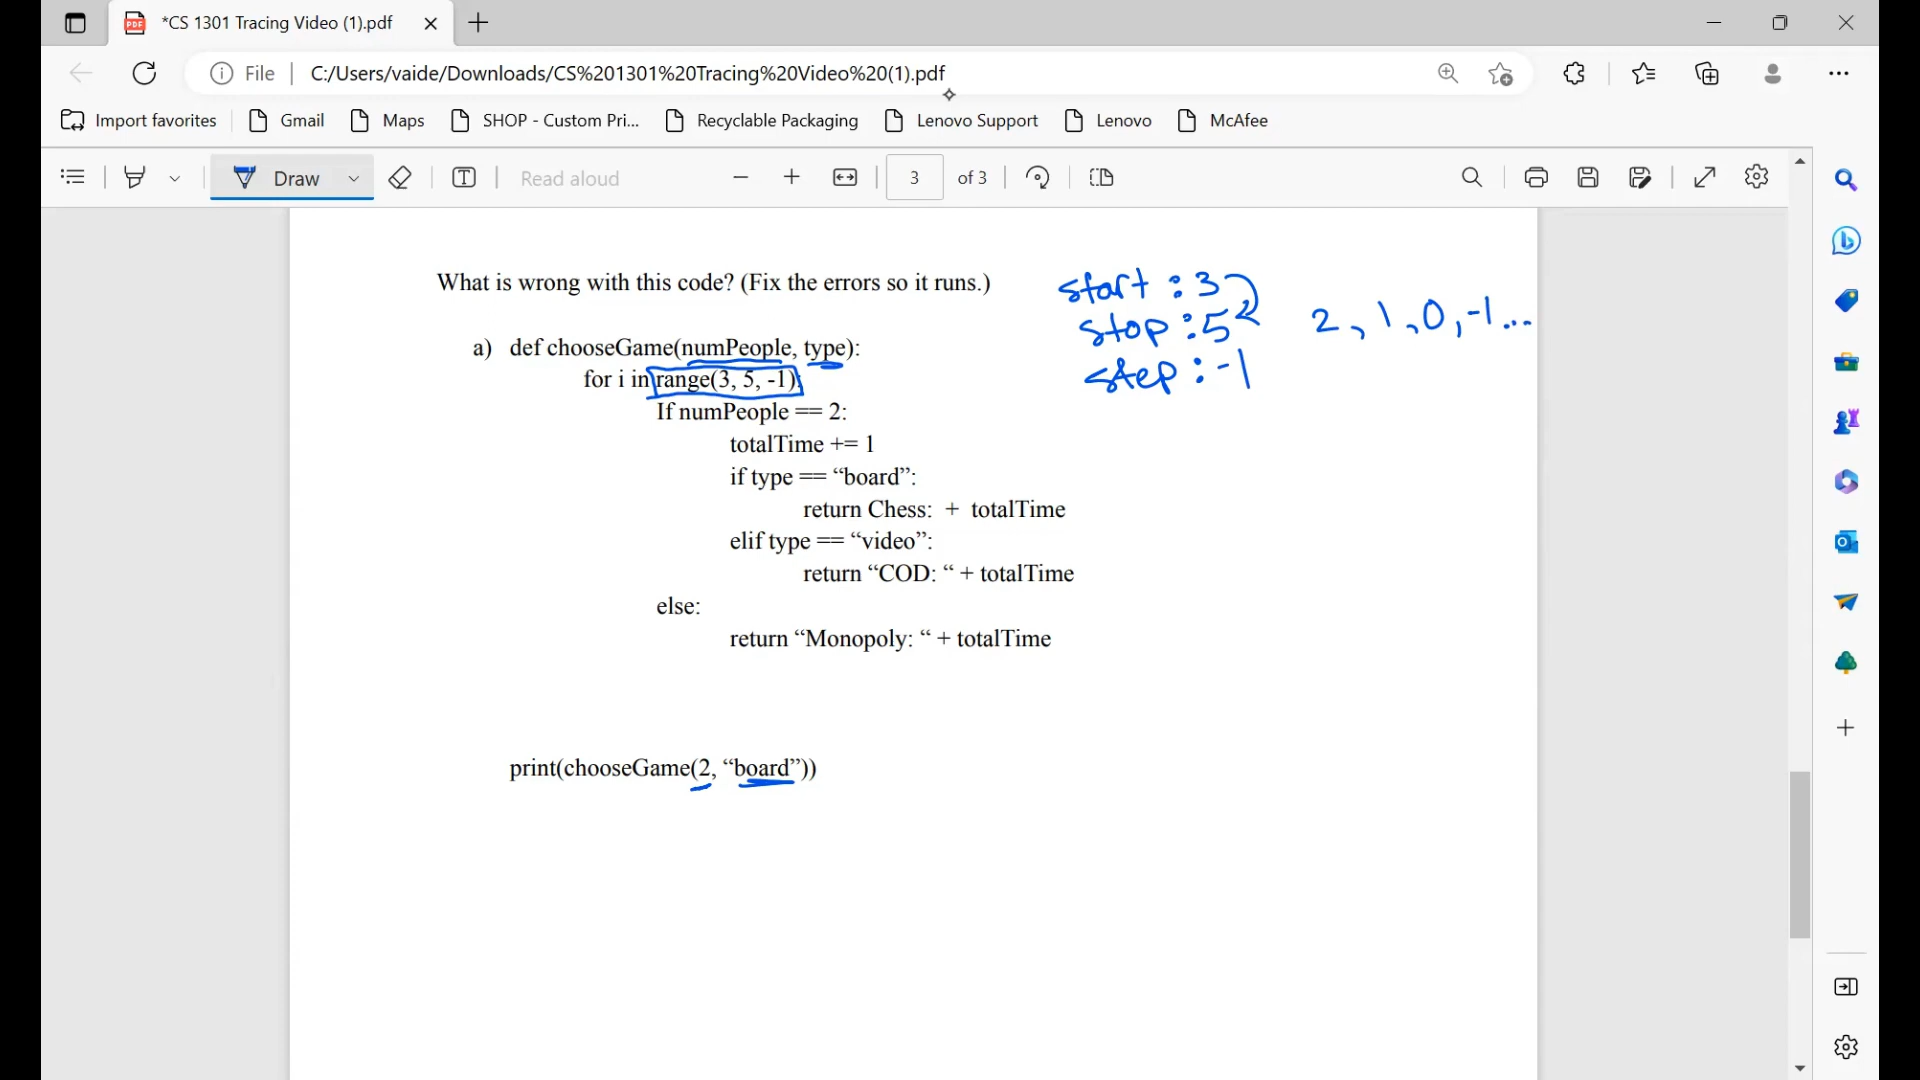 *CS 1301 Tracing Video (1).pdf
File C:/Users/vaide/Downloads/CS%201301%20Tracing%20Video%20(1).pdf
Import favorites Gmail Maps SHOP - Custom Pri... Recyclable Packaging Lenovo Support Lenovo McAfee
Draw Read aloud 3 of 3
What is wrong with this code? (Fix the errors so it runs.)
start : 3
stop : 5
step : -1
2, 1, 0, -1...
a) def chooseGame(numPeople, type):
for i in range(3, 5, -1):
If numPeople == 2:
totalTime += 1
if type == “board”:
return Chess: + totalTime
elif type == “video”:
return “COD: “ + totalTime
else:
return “Monopoly: “ + totalTime
print(chooseGame(2, “board”))